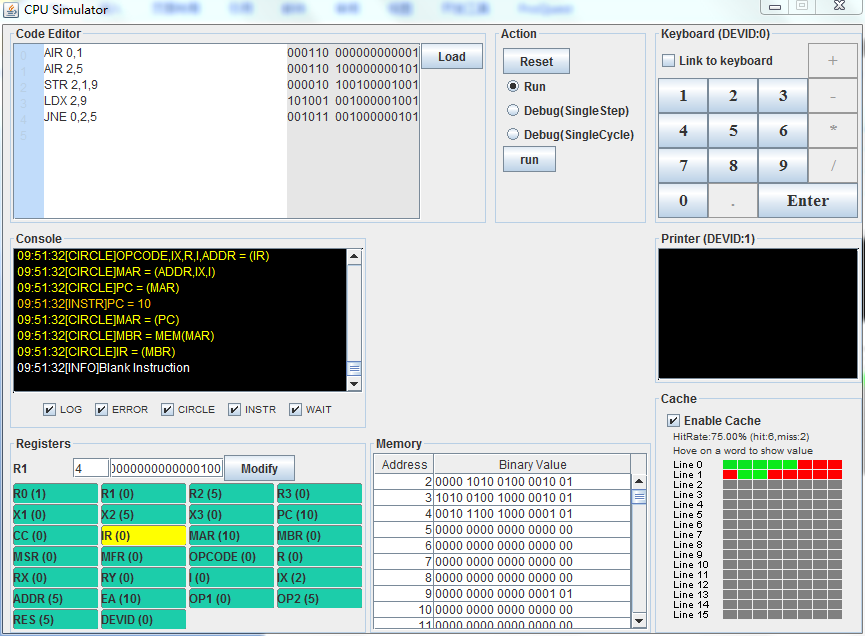 CPU Simulator
Code Editor
AIR 0,1 000110 000000000001
AIR 2,5 000110 100000000101
STR 2,1,9 000010 100100001001
LDX 2,9 101001 001000001001
JNE 0,2,5 001011 001000000101
Load
Action
Reset
Run
Debug(SingleStep)
Debug(SingleCycle)
run
Keyboard (DEVID:0)
Link to keyboard +
1 2 3 -
4 5 6 *
7 8 9 /
0 . Enter
Console
09:51:32[CIRCLE]OPCODE,IX,R,I,ADDR = (IR)
09:51:32[CIRCLE]MAR = (ADDR,IX,I)
09:51:32[CIRCLE]PC = (MAR)
09:51:32[INSTR]PC = 10
09:51:32[CIRCLE]MAR = (PC)
09:51:32[CIRCLE]MBR = MEM(MAR)
09:51:32[CIRCLE]IR = (MBR)
09:51:32[INFO]Blank Instruction
LOG ERROR CIRCLE INSTR WAIT
Printer (DEVID:1)
Registers
R1 4 0000000000000100 Modify
R0 (1) R1 (0) R2 (5) R3 (0)
X1 (0) X2 (5) X3 (0) PC (10)
CC (0) IR (0) MAR (10) MBR (0)
MSR (0) MFR (0) OPCODE (0) R (0)
RX (0) RY (0) I (0) IX (2)
ADDR (5) EA (10) OP1 (0) OP2 (5)
RES (5) DEVID (0)
Memory
Address Binary Value
2 0000 1010 0100 0010 01
3 1010 0100 1000 0010 01
4 0010 1100 1000 0001 01
5 0000 0000 0000 0000 00
6 0000 0000 0000 0000 00
7 0000 0000 0000 0000 00
8 0000 0000 0000 0000 00
9 0000 0000 0000 0001 01
10 0000 0000 0000 0000 00
11 0000 0000 0000 0000 00
Cache
Enable Cache
HitRate:75.00% (hit:6,miss:2)
Hove on a word to show value
Line 0
Line 1
Line 2
Line 3
Line 4
Line 5
Line 6
Line 7
Line 8
Line 9
Line 10
Line 11
Line 12
Line 13
Line 14
Line 15